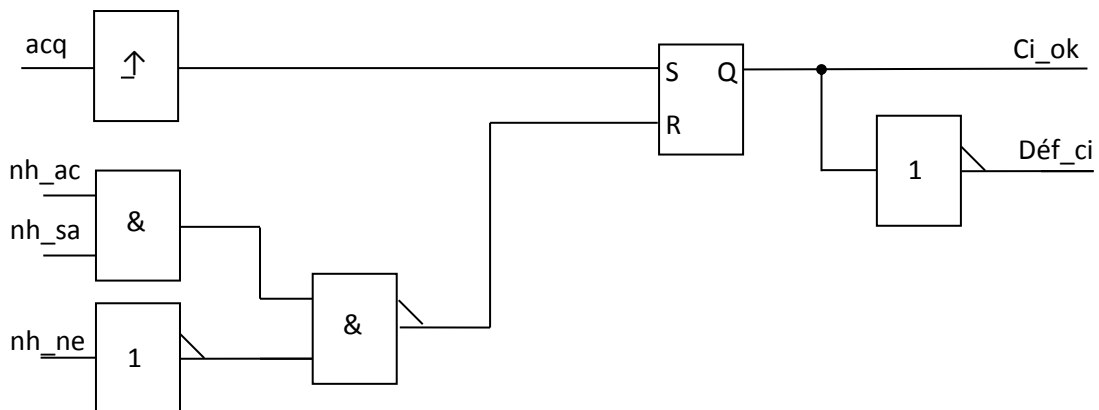 acq
S Q
R
Ci_ok
1
Déf_ci
nh_ac
nh_sa
&
&
nh_ne
1